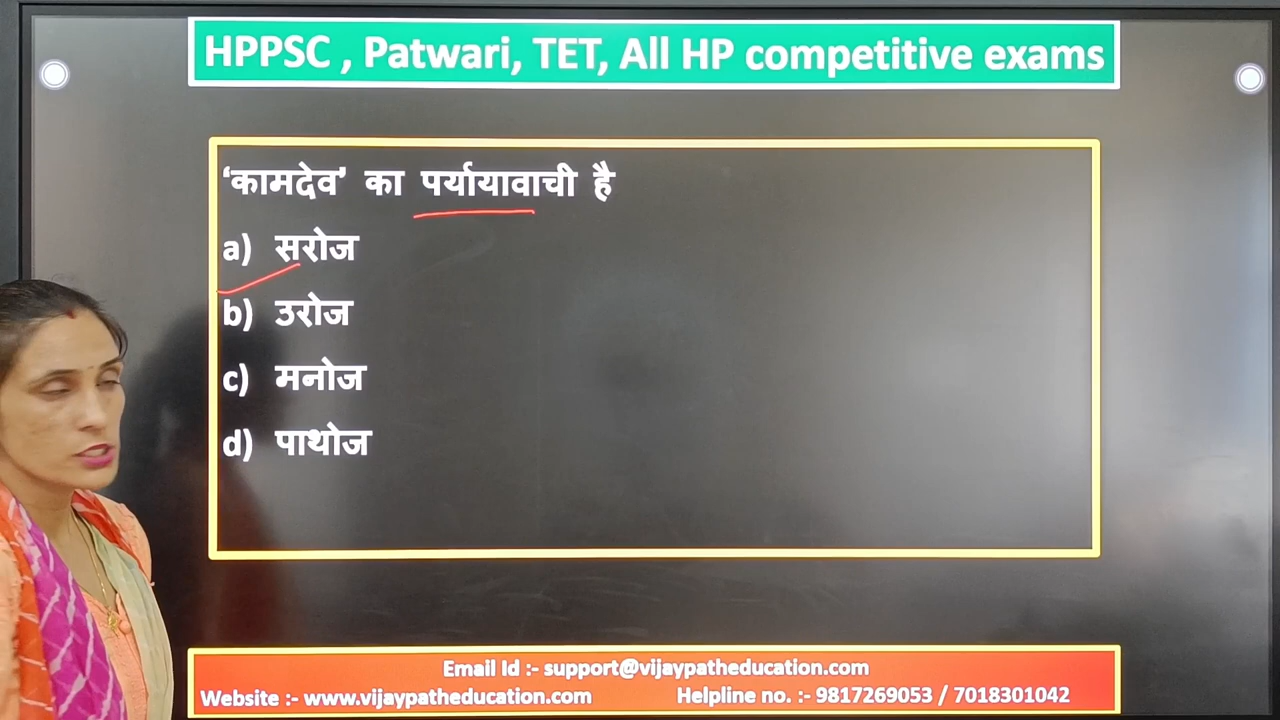 HPPSC , Patwari, TET, All HP competitive exams
‘कामदेव’ का पर्यायावाची है
a) सरोज
b) उरोज
c) मनोज
d) पाथोज
Email Id :- support@vijaypatheducation.com
Website :- www.vijaypatheducation.com Helpline no. :- 9817269053 / 7018301042